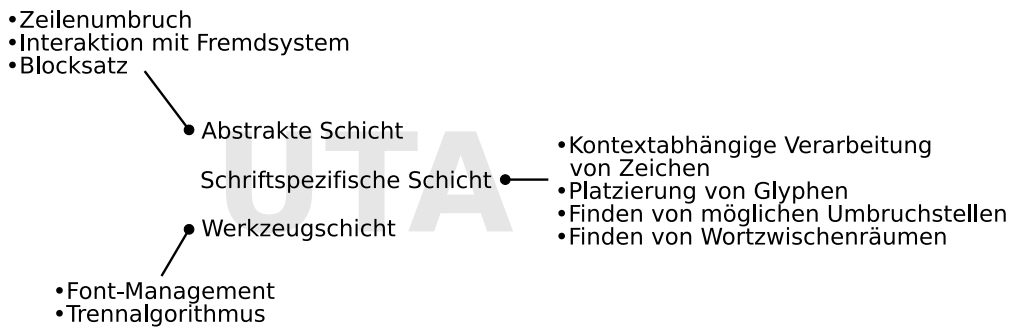 •Zeilenumbruch
•Interaktion mit Fremdsystem
•Blocksatz
UTA
Abstrakte Schicht
Schriftspezifische Schicht
Werkzeugschicht
•Kontextabhängige Verarbeitung
von Zeichen
•Platzierung von Glyphen
•Finden von möglichen Umbruchstellen
•Finden von Wortzwischenräumen
•Font-Management
•Trennalgorithmus